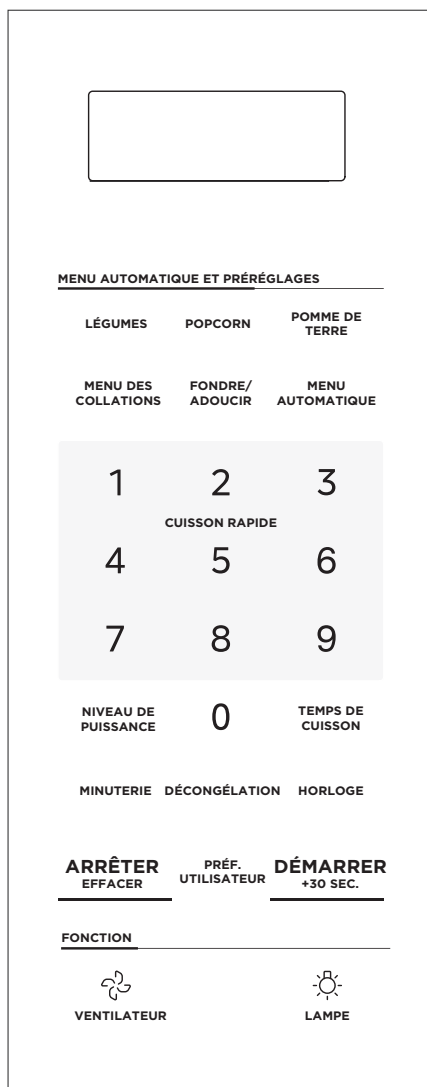 MENU AUTOMATIQUE ET PRÉRÉGLAGES
LÉGUMES POPCORN POMME DE TERRE
MENU DES COLLATIONS FONDRE/ADOUCIR MENU AUTOMATIQUE
1 2 3
CUISSON RAPIDE
4 5 6
7 8 9
NIVEAU DE PUISSANCE 0 TEMPS DE CUISSON
MINUTERIE DÉCONGÉLATION HORLOGE
ARRÊTER EFFACER PRÉF. UTILISATEUR DÉMARRER +30 SEC.
FONCTION
VENTILATEUR LAMPE